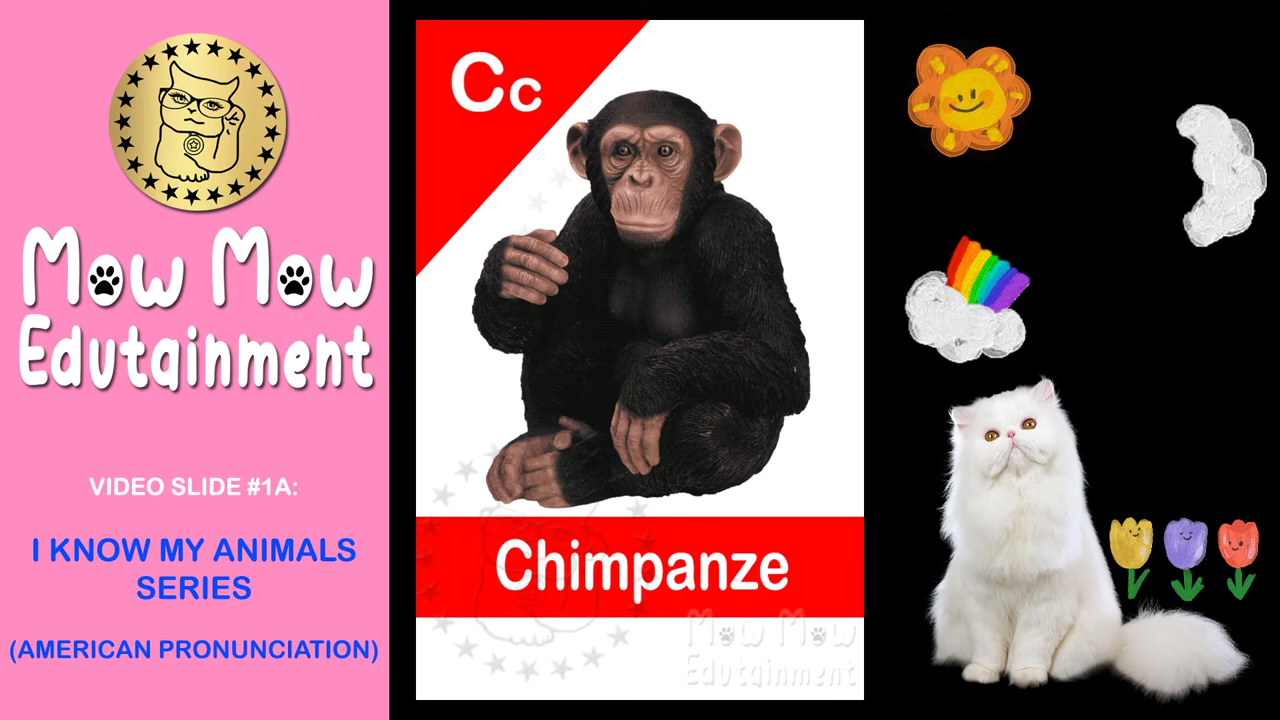 Mow Mow
Edutainment
VIDEO SLIDE #1A:
I KNOW MY ANIMALS
SERIES
(AMERICAN PRONUNCIATION)
Cc
Chimpanze
Mow Mow
Edutainment